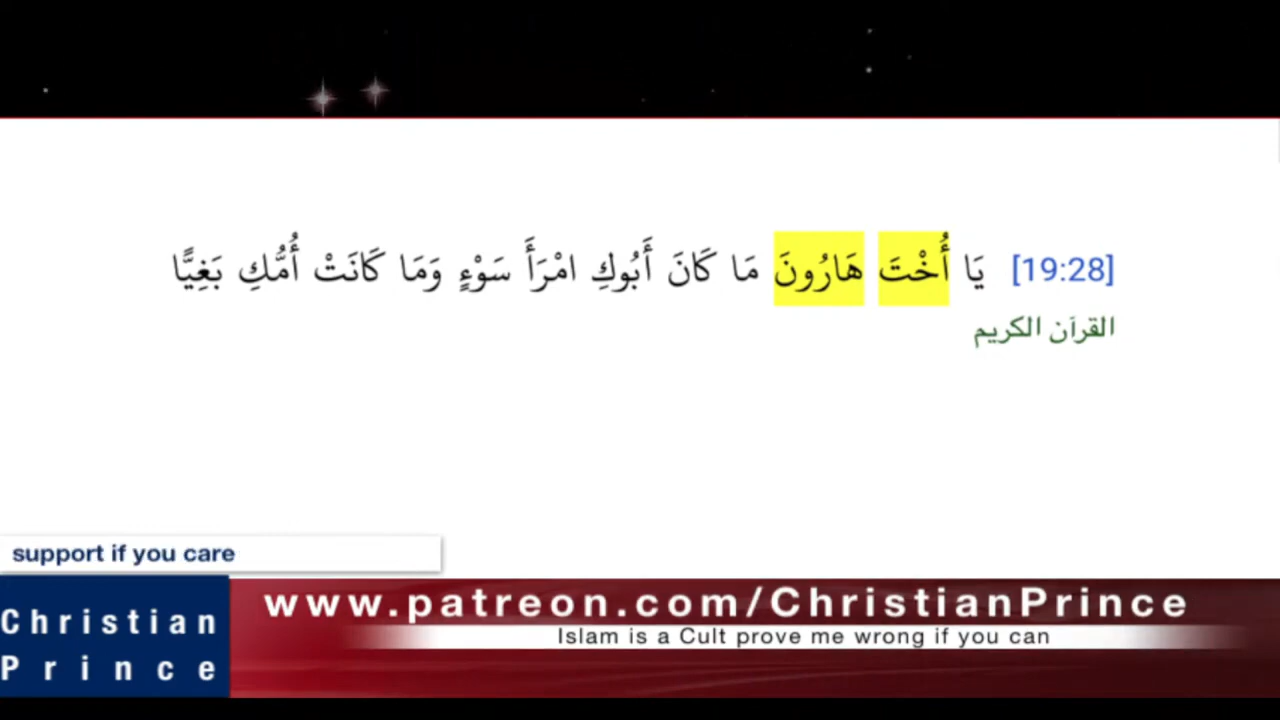 [19:28] يَا أُخْتَ هَارُونَ مَا كَانَ أَبُوكِ امْرَأَ سَوْءٍ وَمَا كَانَتْ أُمُّكِ بَغِيًّا
القرآن الكريم
support if you care
Christian
Prince
www.patreon.com/ChristianPrince
Islam is a Cult prove me wrong if you can